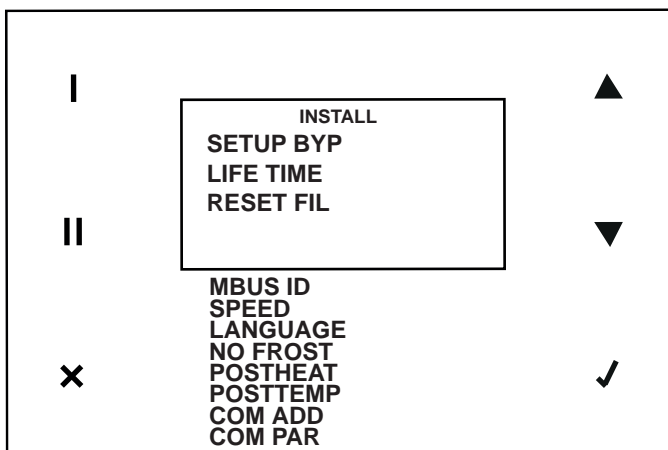 I
INSTALL
SETUP BYP
LIFE TIME
RESET FIL
II
MBUS ID
SPEED
LANGUAGE
NO FROST
POSTHEAT
POSTTEMP
COM ADD
COM PAR